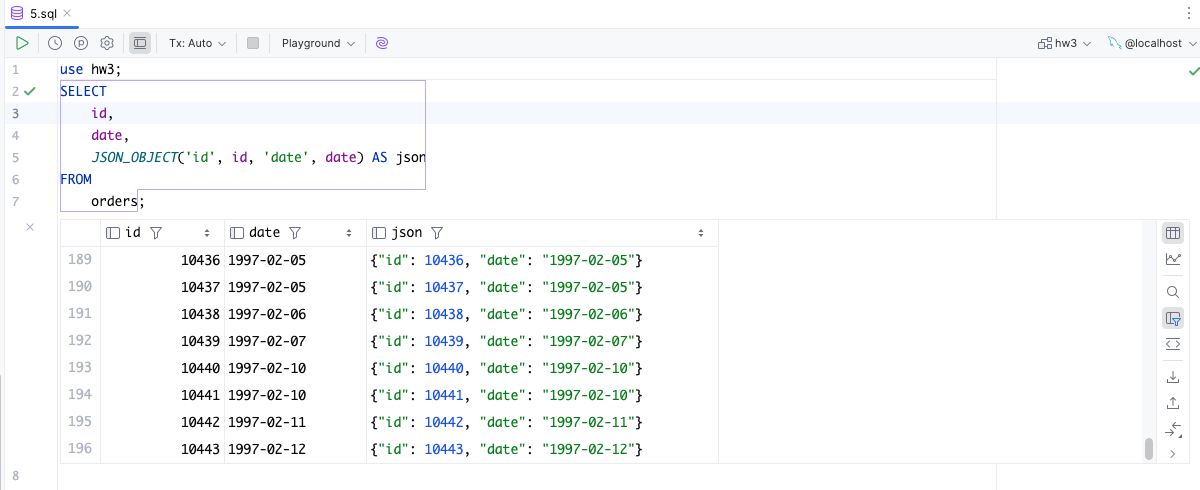 5.sql
Tx: Auto Playground hw3 @localhost
1 use hw3;
2 SELECT
3 id,
4 date,
5 JSON_OBJECT('id', id, 'date', date) AS json
6 FROM
7 orders;
id date json
189 10436 1997-02-05 {"id": 10436, "date": "1997-02-05"}
190 10437 1997-02-05 {"id": 10437, "date": "1997-02-05"}
191 10438 1997-02-06 {"id": 10438, "date": "1997-02-06"}
192 10439 1997-02-07 {"id": 10439, "date": "1997-02-07"}
193 10440 1997-02-10 {"id": 10440, "date": "1997-02-10"}
194 10441 1997-02-10 {"id": 10441, "date": "1997-02-10"}
195 10442 1997-02-11 {"id": 10442, "date": "1997-02-11"}
196 10443 1997-02-12 {"id": 10443, "date": "1997-02-12"}
8